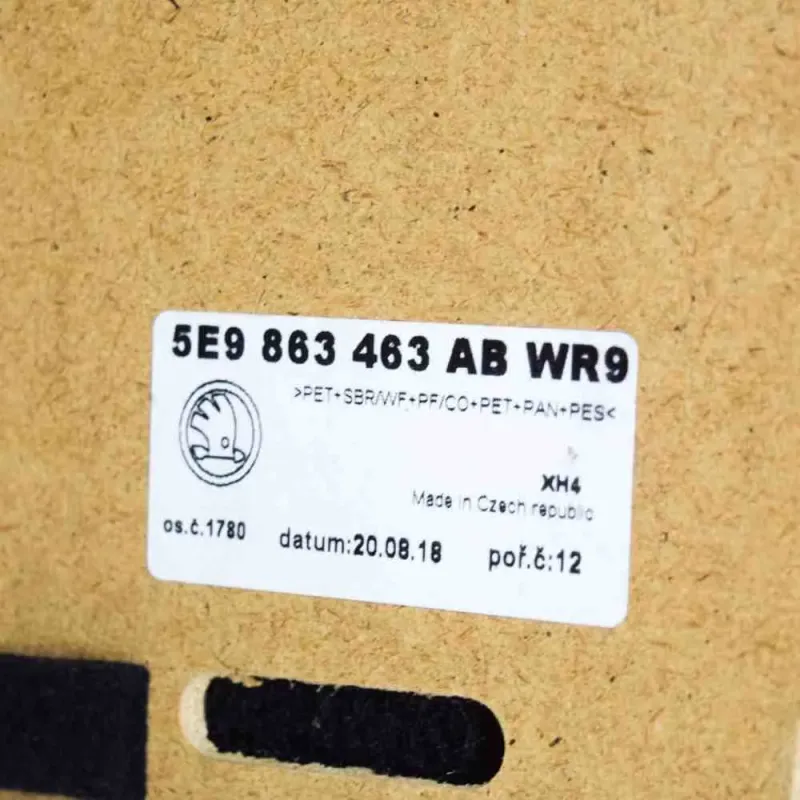 5E9 863 463 AB WR9
>PET+SBR/WF+PF/CO+PET+PAN+PES<
XH4
Made in Czech republic
os.č.1780 datum:20.08.18 poř.č:12